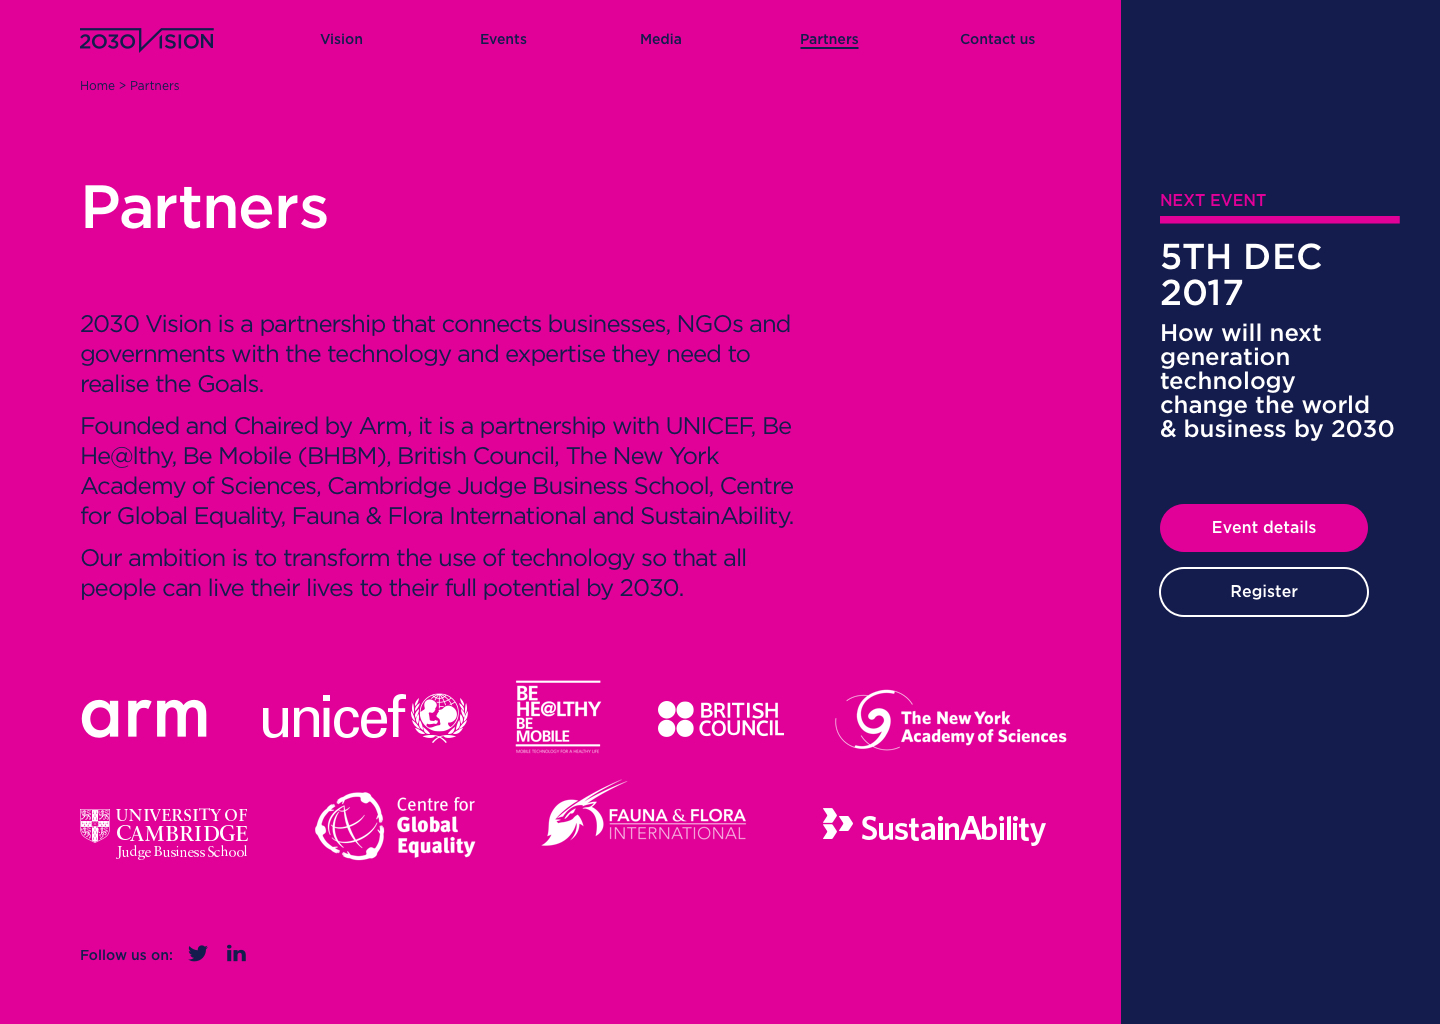 2030 VISION
Vision
Events
Media
Partners
Contact us
Home > Partners
Partners
2030 Vision is a partnership that connects businesses, NGOs and
governments with the technology and expertise they need to
realise the Goals.
Founded and Chaired by Arm, it is a partnership with UNICEF, Be
He@lthy, Be Mobile (BHBM), British Council, The New York
Academy of Sciences, Cambridge Judge Business School, Centre
for Global Equality, Fauna & Flora International and SustainAbility.
Our ambition is to transform the use of technology so that all
people can live their lives to their full potential by 2030.
arm
unicef
BE
HE@LTHY
BE
MOBILE
MOBILE TECHNOLOGY FOR A HEALTHY LIFE
BRITISH
COUNCIL
The New York
Academy of Sciences
UNIVERSITY OF
CAMBRIDGE
Judge Business School
Centre for
Global
Equality
FAUNA & FLORA
INTERNATIONAL
SustainAbility
Follow us on:
in
NEXT EVENT
5TH DEC
2017
How will next
generation
technology
change the world
& business by 2030
Event details
Register